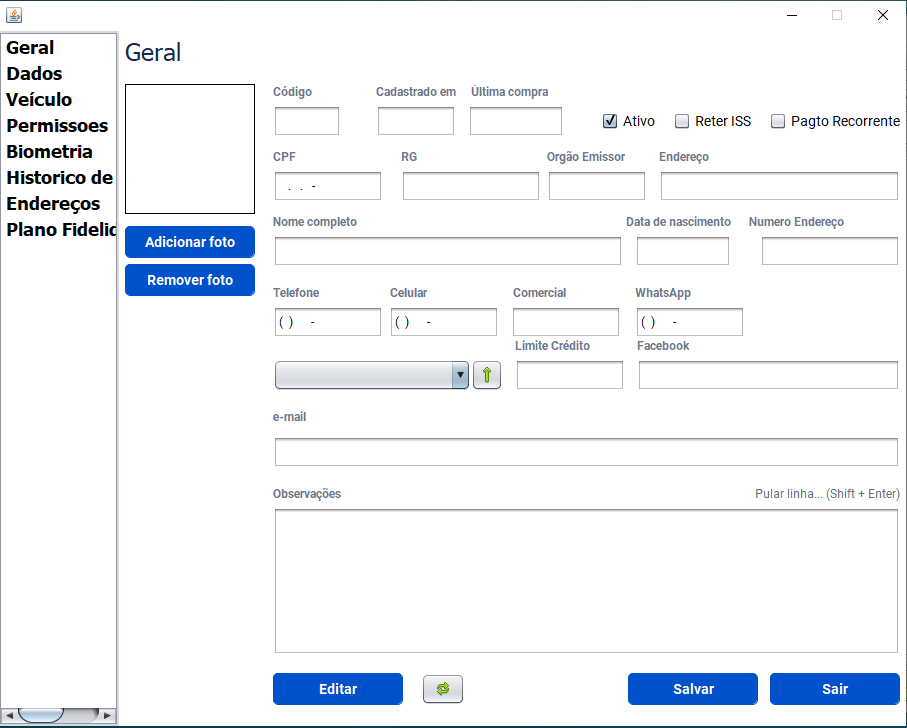 Geral
Dados
Veículo
Permissoes
Biometria
Historico de
Endereços
Plano Fidelid
Geral
Adicionar foto
Remover foto
Código Cadastrado em Última compra
Ativo Reter ISS Pagto Recorrente
CPF RG Orgão Emissor Endereço
. . -
Nome completo Data de nascimento Numero Endereço
Telefone Celular Comercial WhatsApp
( ) - ( ) - ( ) -
Limite Crédito Facebook
e-mail
Observações Pular linha... (Shift + Enter)
Editar Salvar Sair